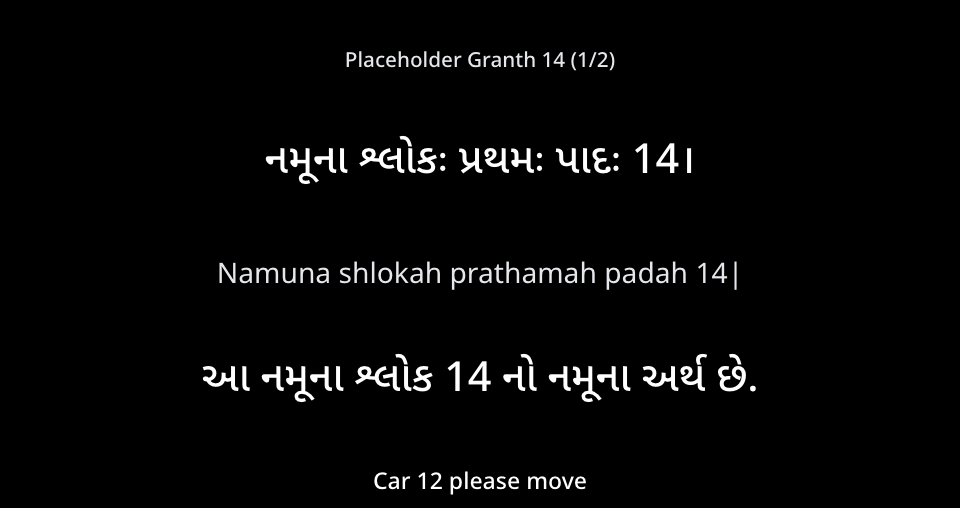 Placeholder Granth 14 (1/2)
નમૂના શ્લોકઃ પ્રથમઃ પાદઃ 14।
Namuna shlokah prathamah padah 14|
આ નમૂના શ્લોક 14 નો નમૂના અર્થ છે.
Car 12 please move